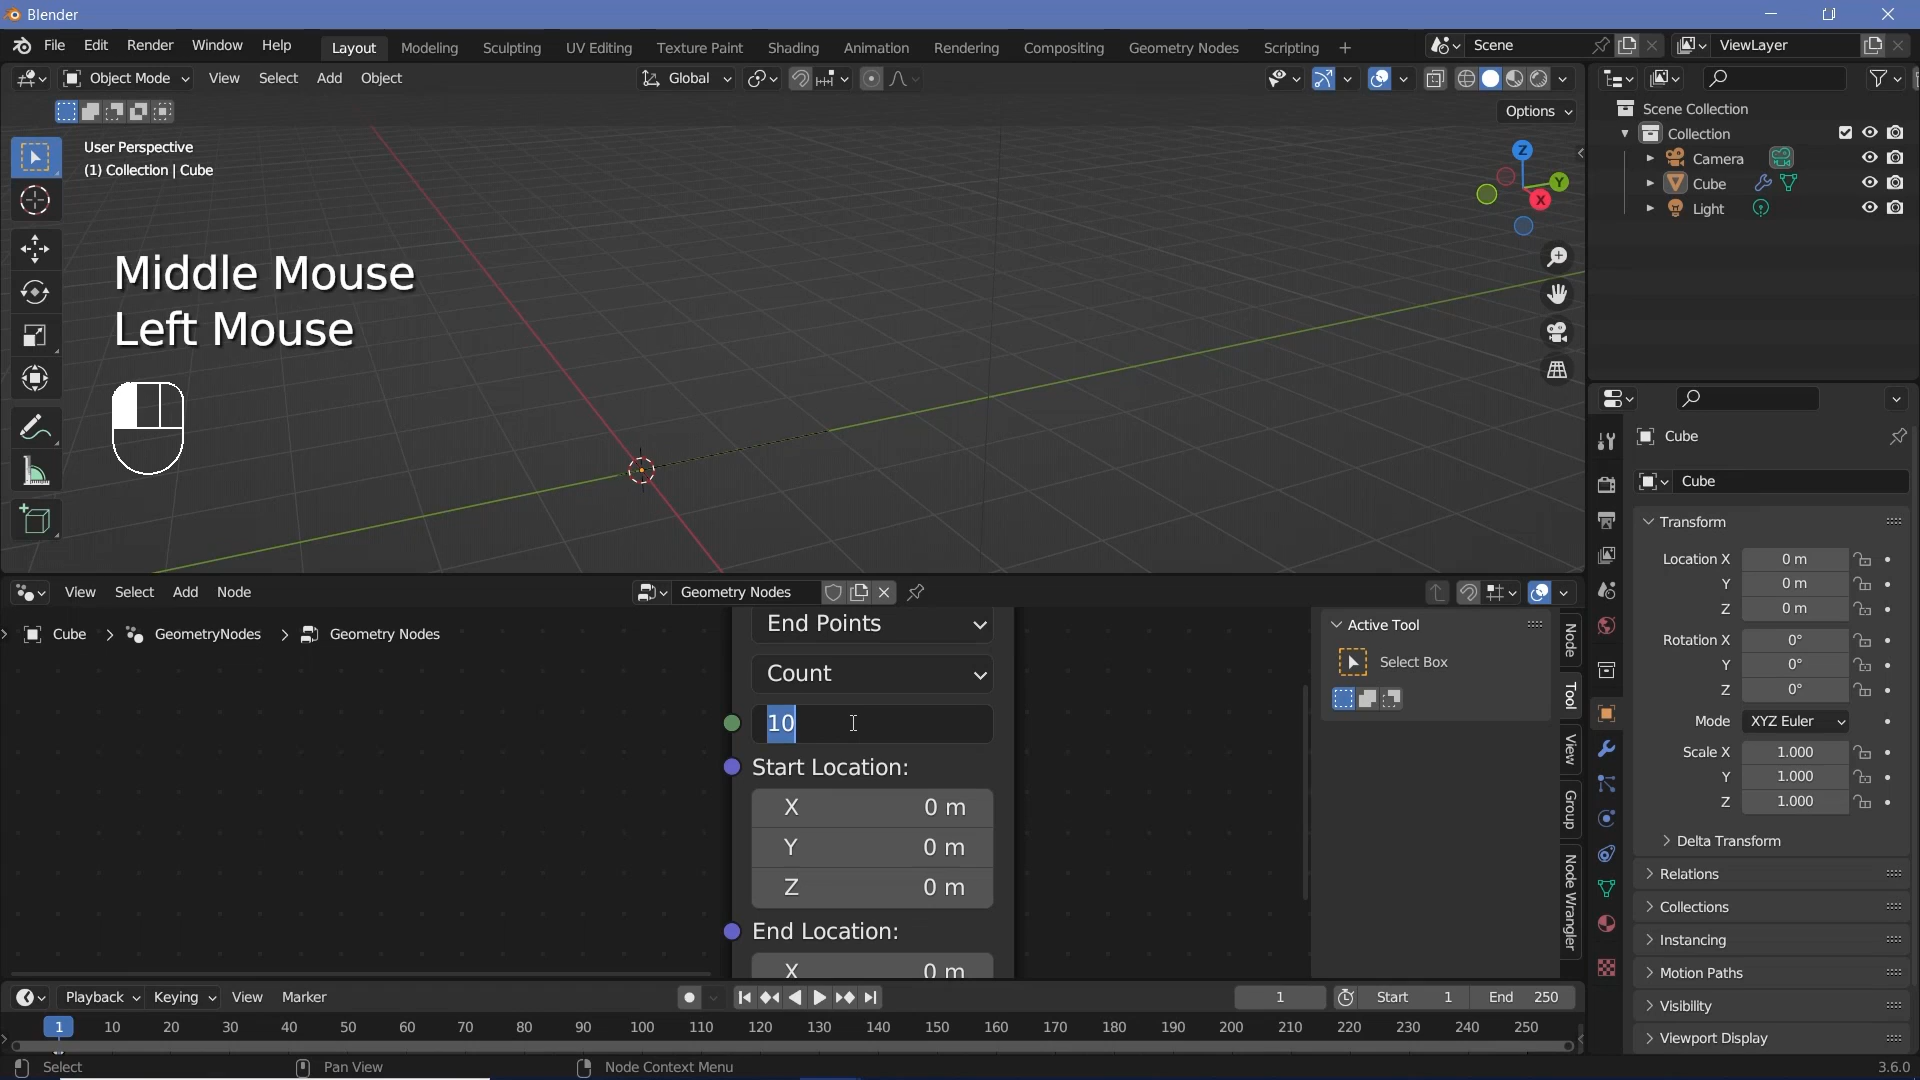 Blender
File Edit Render Window Help Layout Modeling Sculpting UV Editing Texture Paint Shading Animation Rendering Compositing Geometry Nodes Scripting + Scene ViewLayer
Object Mode View Select Add Object Global
Options
User Perspective
(1) Collection | Cube
Middle Mouse
Left Mouse
Z
Y
X
Scene Collection
Collection
Camera
Cube
Light
Cube
Cube
Transform
Location X 0 m
Y 0 m
Z 0 m
Rotation X 0°
Y 0°
Z 0°
Mode XYZ Euler
Scale X 1.000
Y 1.000
Z 1.000
Delta Transform
Relations
Collections
Instancing
Motion Paths
Visibility
Viewport Display
View Select Add Node Geometry Nodes
Cube > GeometryNodes > Geometry Nodes
End Points
Count
10
Start Location:
X 0 m
Y 0 m
Z 0 m
End Location:
X 0 m
Active Tool
Select Box
Node
Tool
View
Group
Node Wrangler
Playback Keying View Marker 1 Start 1 End 250
1 10 20 30 40 50 60 70 80 90 100 110 120 130 140 150 160 170 180 190 200 210 220 230 240 250
Select Pan View Node Context Menu 3.6.0